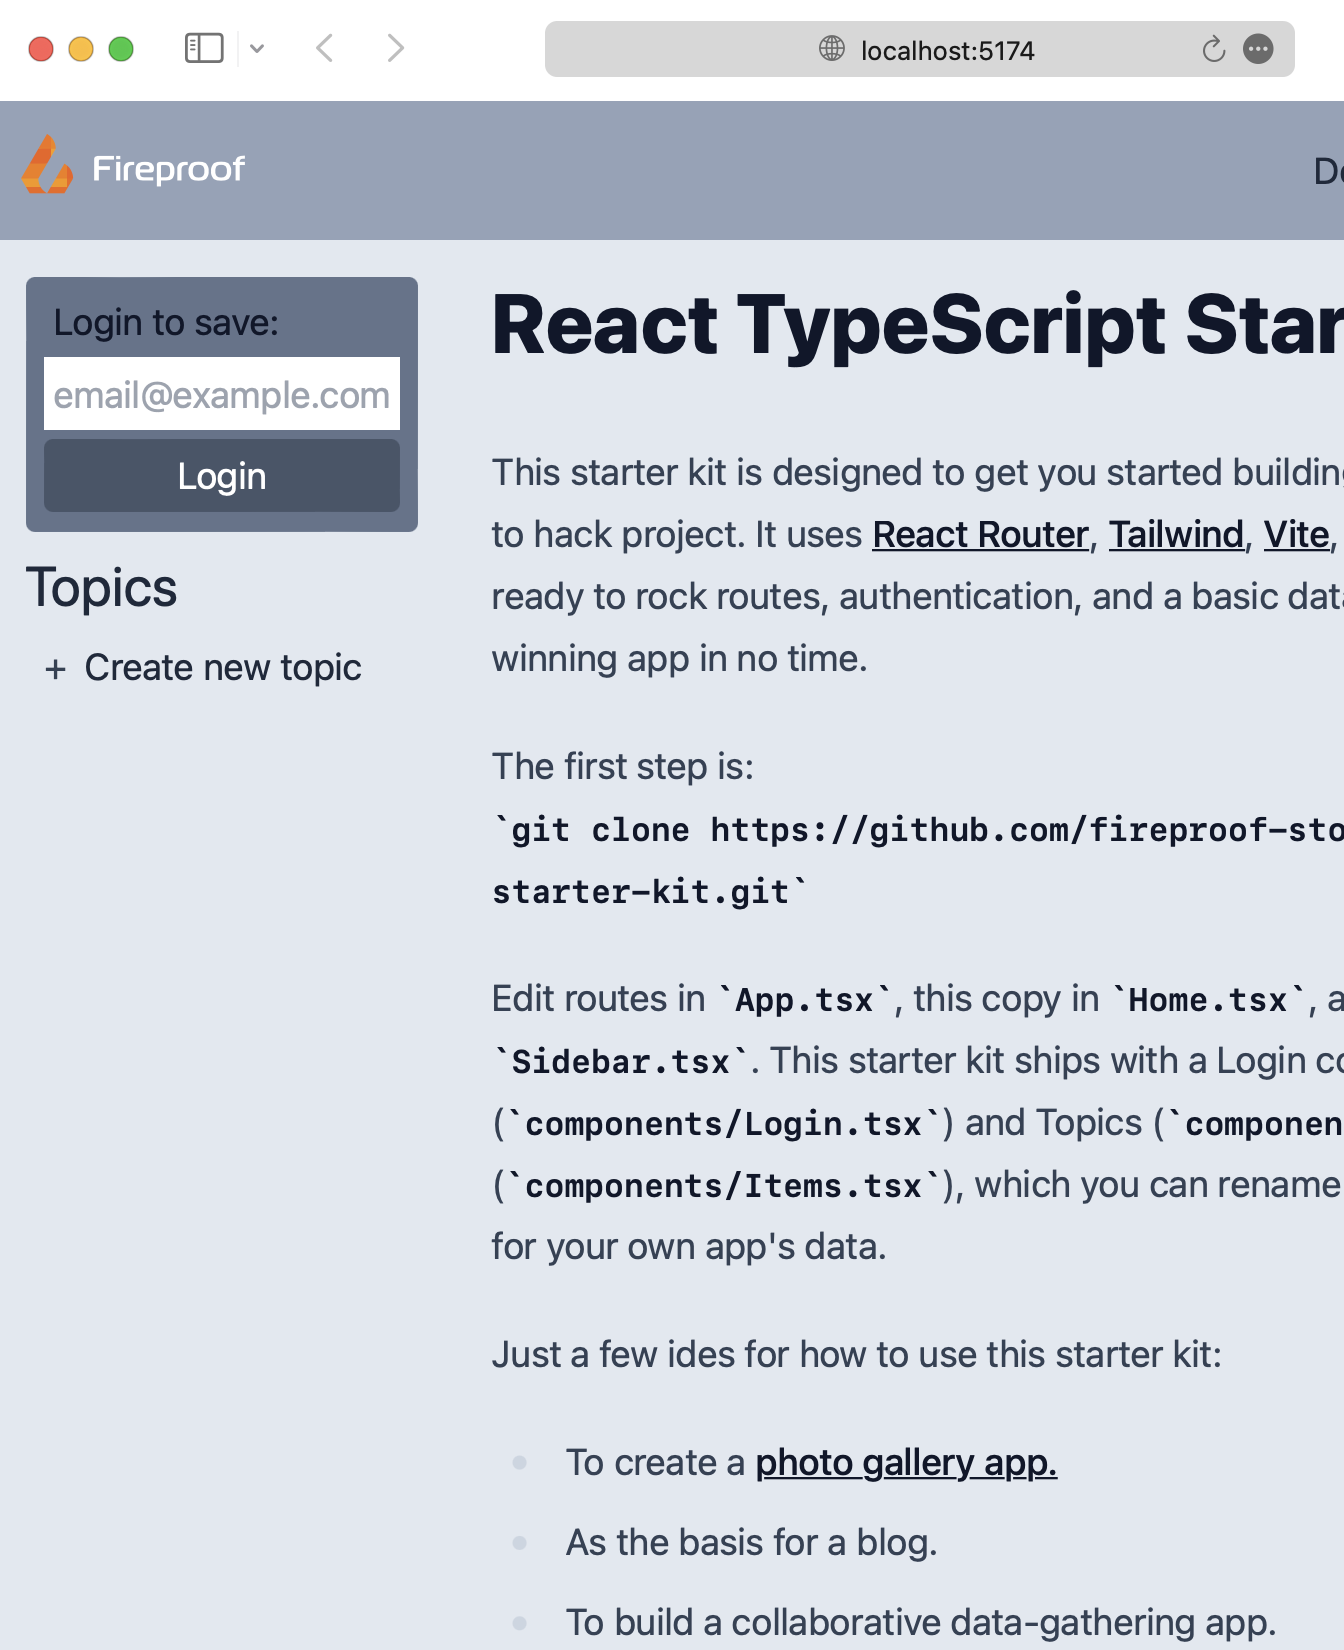 localhost:5174
Fireproof
Login to save:
email@example.com
Login
Topics
+ Create new topic
React TypeScript
This starter kit is designed to get you started
to hack project. It uses React Router, Tailwind, Vite,
ready to rock routes, authentication, and a basic
winning app in no time.
The first step is:
`git clone https://github.com/fireproof-sto
starter-kit.git`
Edit routes in `App.tsx`, this copy in `Home.tsx`,
`Sidebar.tsx`. This starter kit ships with a Login
(`components/Login.tsx`) and Topics (`componen
(`components/Items.tsx`), which you can rename
for your own app's data.
Just a few ides for how to use this starter kit:
To create a photo gallery app.
As the basis for a blog.
To build a collaborative data-gathering app.